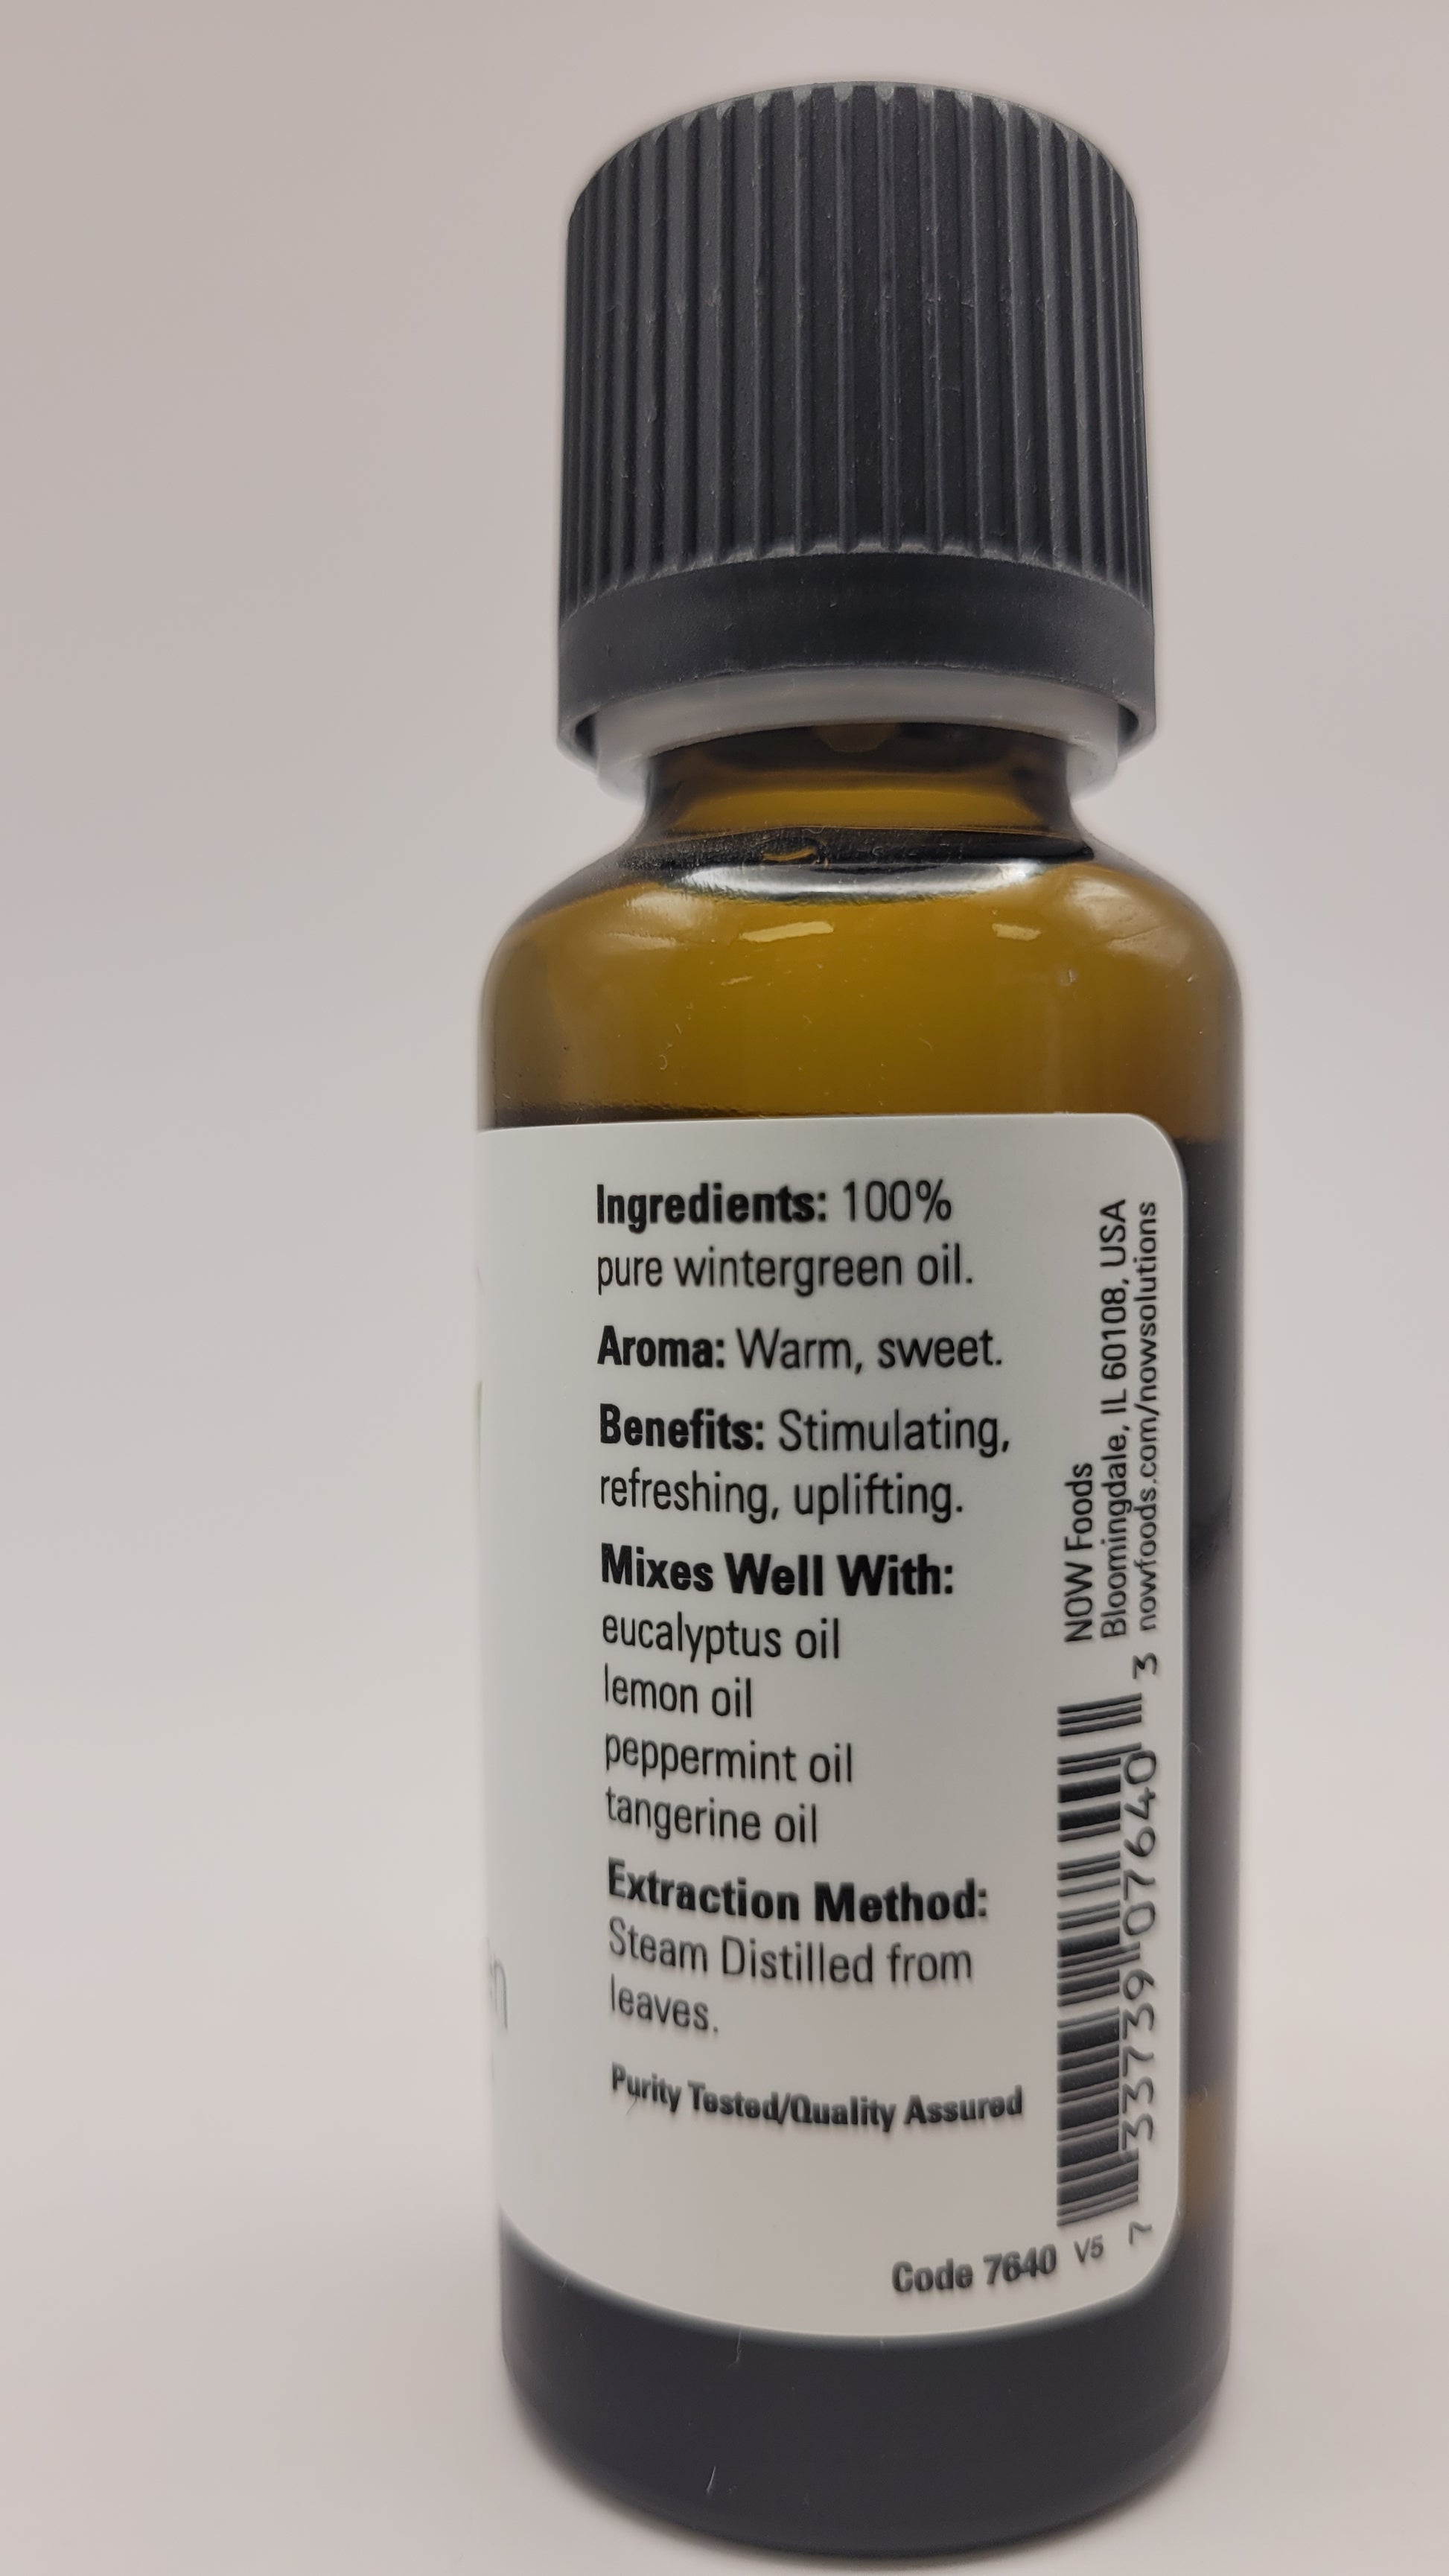 Ingredients: 100%
pure wintergreen oil.
Aroma: Warm, sweet.
Benefits: Stimulating,
refreshing, uplifting.
Mixes Well With:
eucalyptus oil
lemon oil
peppermint oil
tangerine oil
Extraction Method:
Steam Distilled from
leaves.
Purity Tested/Quality Assured
Code 7640 V5
NOW Foods
Bloomingdale, IL 60108, USA
nowfoods.com/nowsolutions
7 33739 07640 3